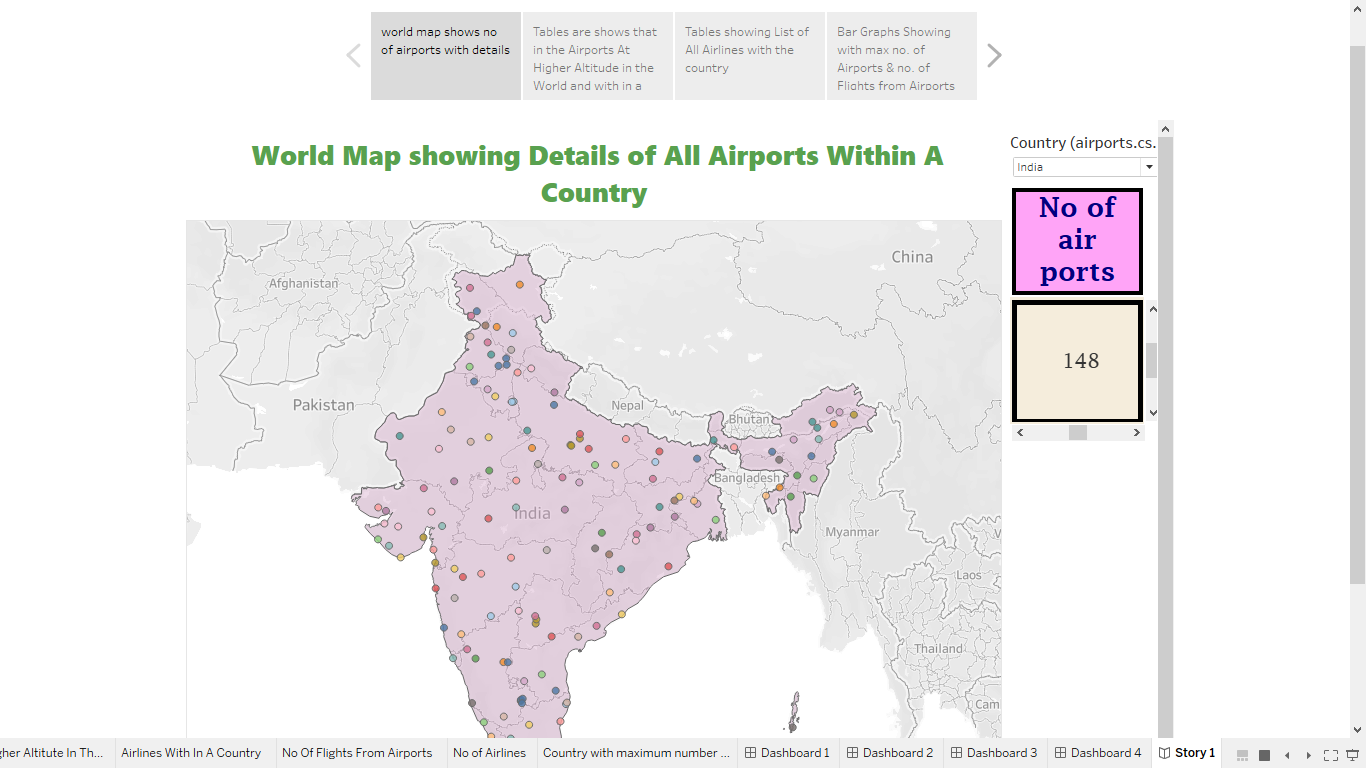 world map shows no
of airports with details
Tables are shows that
in the Airports At
Higher Altitude in the
World and with in a
Tables showing List of
All Airlines with the
country
Bar Graphs Showing
with max no. of
Airports & no. of
Flights from Airports
World Map showing Details of All Airports Within A
Country
Country (airports.cs.
India
No of
air
ports
148
China
Afghanistan
Pakistan
Nepal
Bhutan
Bangladesh
India
Myanmar
Laos
Thailand
Cam
gher Altitute In Th...
Airlines With In A Country
No Of Flights From Airports
No of Airlines
Country with maximum number ...
Dashboard 1
Dashboard 2
Dashboard 3
Dashboard 4
Story 1